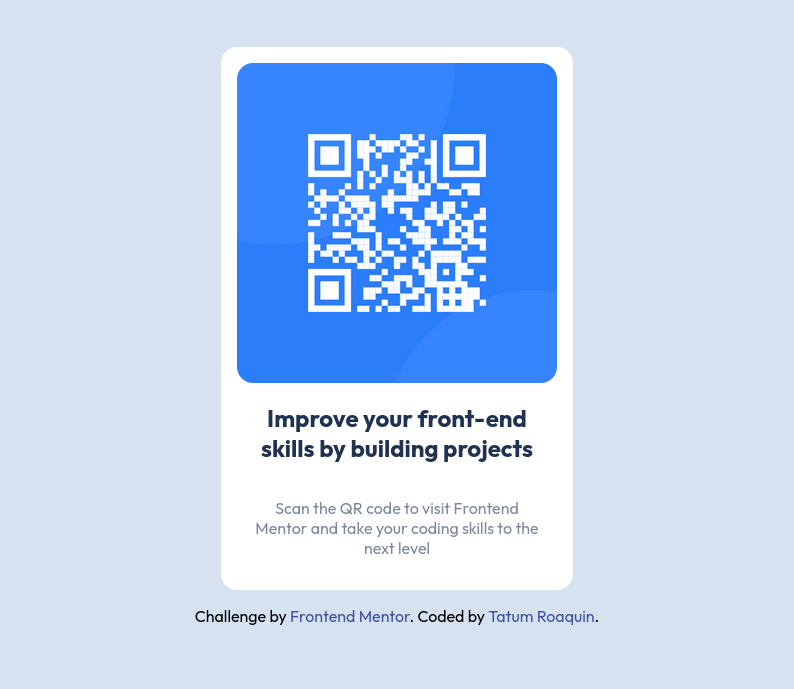 Improve your front-end
skills by building projects
Scan the QR code to visit Frontend
Mentor and take your coding skills to the
next level
Challenge by Frontend Mentor. Coded by Tatum Roaquin.